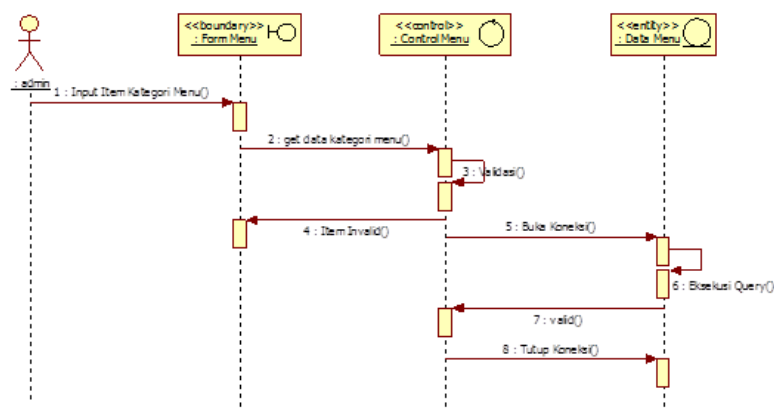 <<boundary>>
: Form Menu
<<control>>
: ControlMenu
<<entity>>
: Data Menu
: admin
1 : Input Item Kategori Menu()
2 : get data kategori menu()
3 : Validasi()
4 : Item Invalid()
5 : Buka Koneksi()
6 : Eksekusi Query()
7 : valid()
8 : Tutup Koneksi()